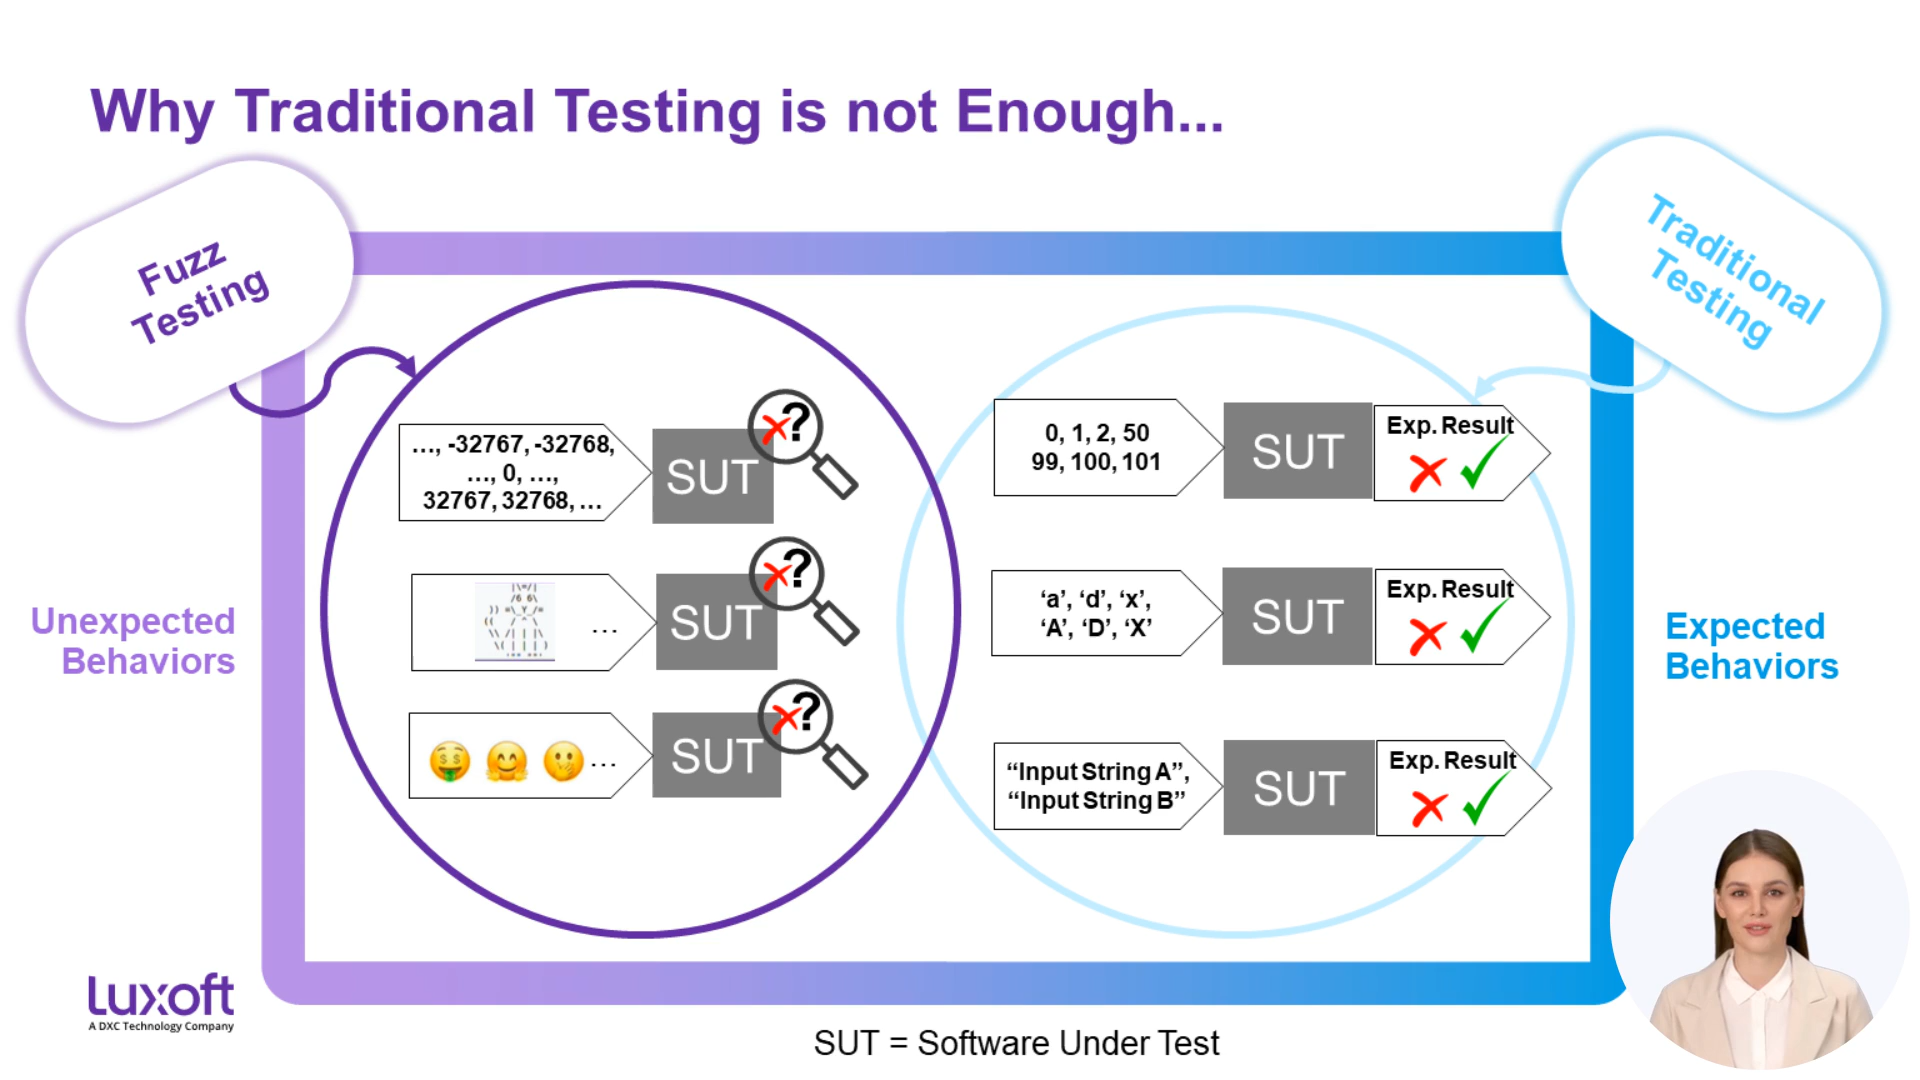 Why Traditional Testing is not Enough...
Fuzz
Testing
Traditional
Testing
Unexpected
Behaviors
..., -32767, -32768,
..., 0, ...,
32767, 32768, ...
SUT
?
...
SUT
?
...
SUT
?
0, 1, 2, 50
99, 100, 101
SUT
Exp. Result
‘a’, ‘d’, ‘x’,
‘A’, ‘D’, ‘X’
SUT
Exp. Result
“Input String A”,
“Input String B”
SUT
Exp. Result
Expected
Behaviors
Luxoft
A DXC Technology Company
SUT = Software Under Test